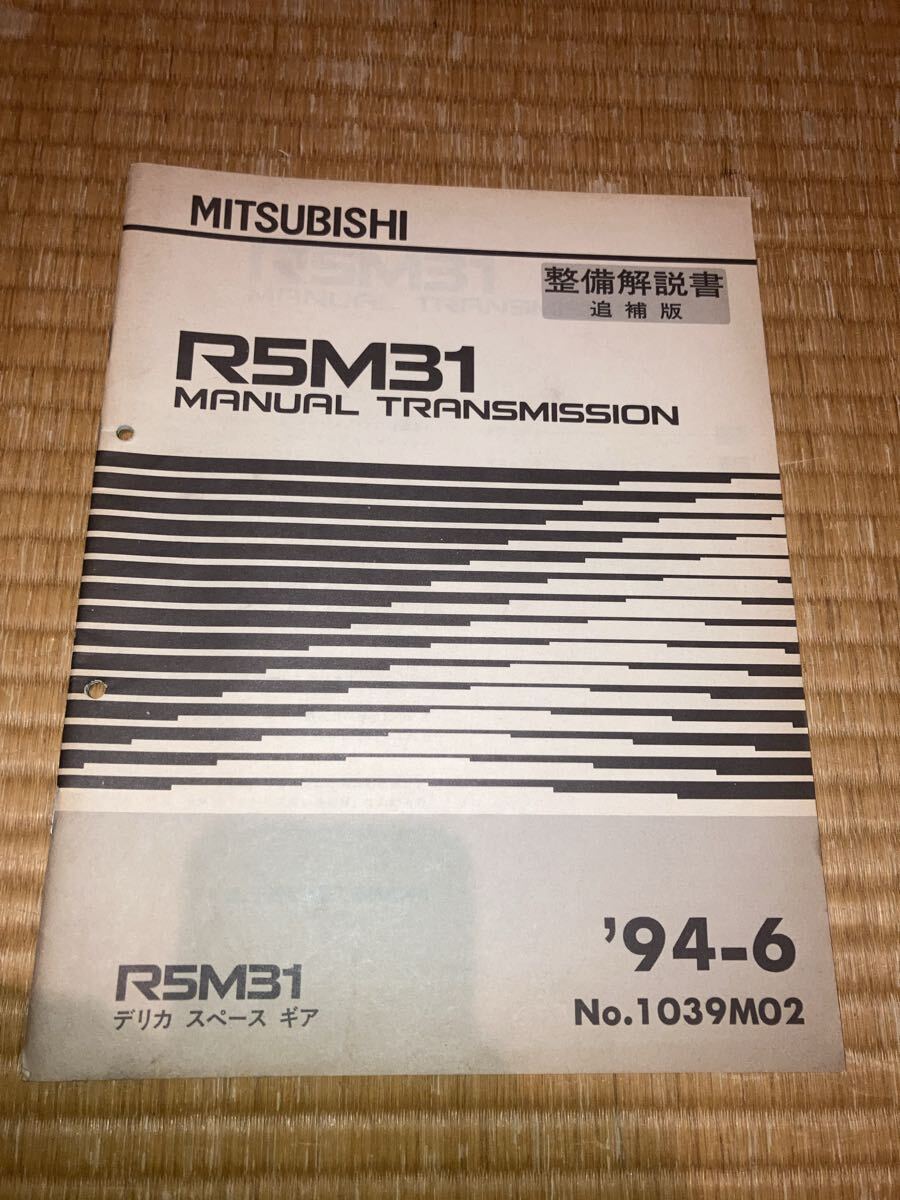 MITSUBISHI
整備解説書
追補版
R5M31
MANUAL TRANSMISSION
'94-6
R5M31
デリカ スペース ギア
No.1039M02